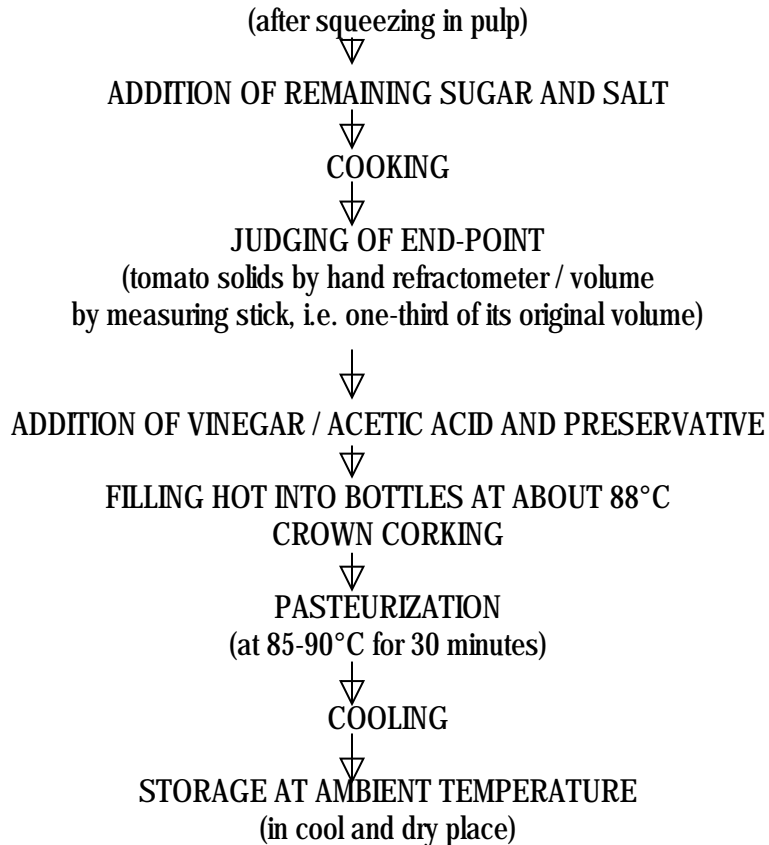 (after squeezing in pulp)
ADDITION OF REMAINING SUGAR AND SALT
COOKING
JUDGING OF END-POINT
(tomato solids by hand refractometer / volume
by measuring stick, i.e. one-third of its original volume)
ADDITION OF VINEGAR / ACETIC ACID AND PRESERVATIVE
FILLING HOT INTO BOTTLES AT ABOUT 88°C
CROWN CORKING
PASTEURIZATION
(at 85-90°C for 30 minutes)
COOLING
STORAGE AT AMBIENT TEMPERATURE
(in cool and dry place)